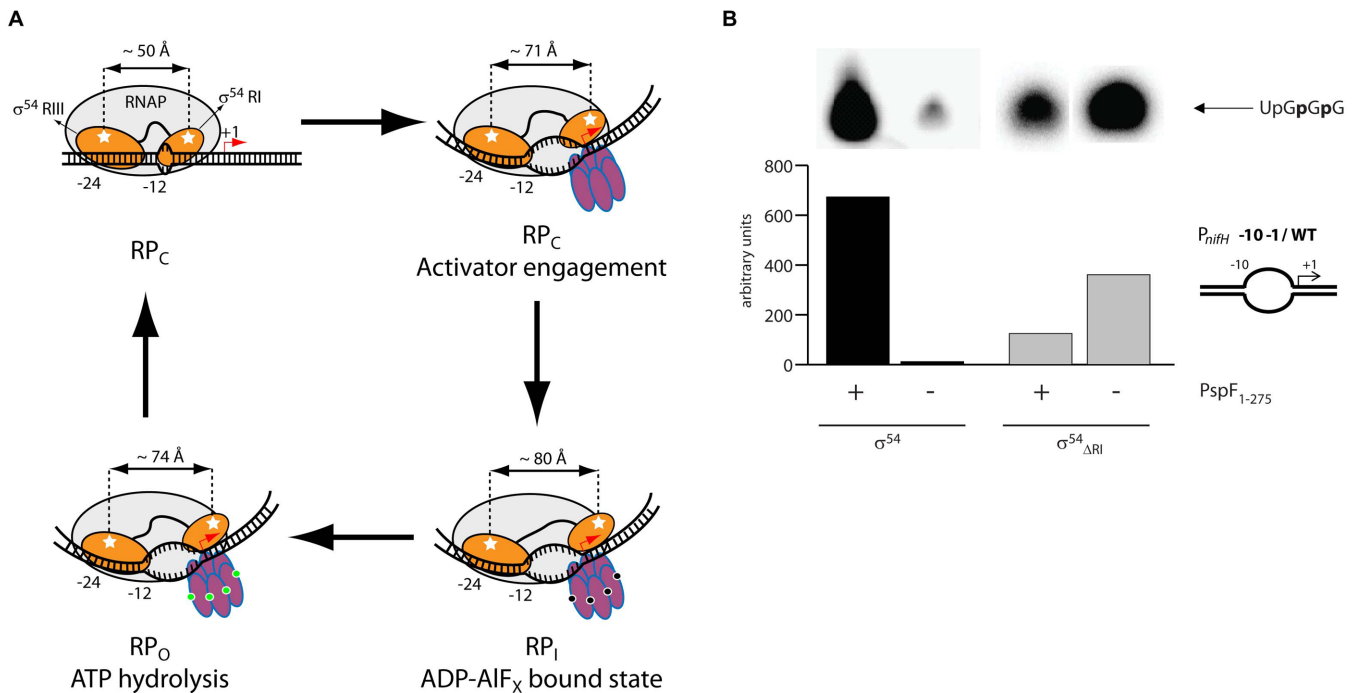 A
~ 50 Å
σ54 RIII
RNAP
σ54 RI
+1
-24
-12
RPC
~ 71 Å
-24
-12
RPC
Activator engagement
~ 74 Å
-24
-12
RPO
ATP hydrolysis
~ 80 Å
-24
-12
RPI
ADP-AlFX bound state
B
UpGpGpG
arbitrary units
800
600
400
200
0
+ - + -
PspF1-275
σ54
σ54ΔRI
PnifH -10 -1/ WT
-10
+1